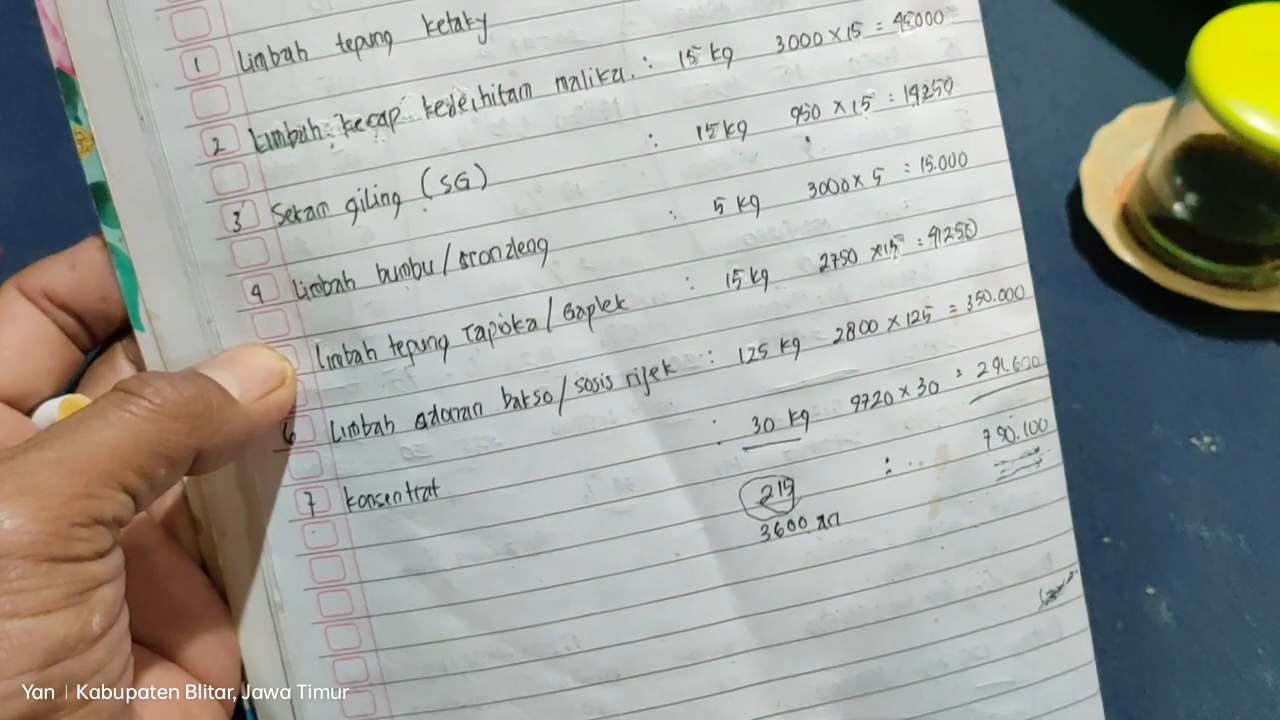 1 Limbah tepung ketaky : 15 kg 3000 x 15 = 45000
2 Limbah kecap kedeihitam malika : 15 kg 950 x 15 : 14250
3 Sekam giling (SG) : 5 kg 3000 x 5 : 15.000
4 Limbah bumbu/ : 15 kg 2750 x 15 : 41250
Limbah tepung Tapioka/Gaplek : 125 kg 2800 x 125 = 350.000
6 Limbah adonan bakso/sosis rijek : 30 kg 9720 x 30 : 291.600
7 konsentrat : 790.100
219
3600 an
Yan | Kabupaten Blitar, Jawa Timur